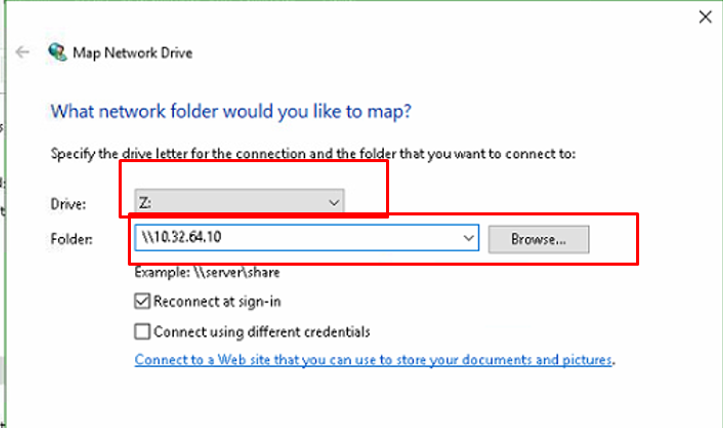 Map Network Drive
What network folder would you like to map?
Specify the drive letter for the connection and the folder that you want to connect to:
Drive: Z:
Folder: \\10.32.64.10 Browse...
Example: \\server\share
Reconnect at sign-in
Connect using different credentials
Connect to a Web site that you can use to store your documents and pictures.